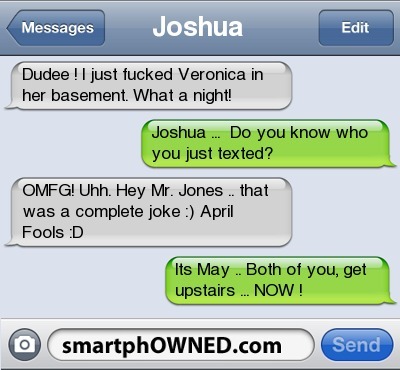 Messages
Joshua
Edit
Dudee ! I just fucked Veronica in
her basement. What a night!
Joshua ... Do you know who
you just texted?
OMFG! Uhh. Hey Mr. Jones .. that
was a complete joke :) April
Fools :D
Its May .. Both of you, get
upstairs ... NOW !
smartphOWNED.com
Send